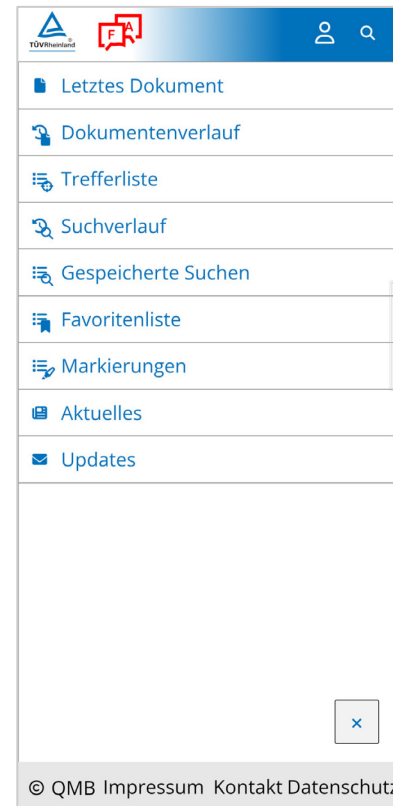 TÜVRheinland®
F A
Letztes Dokument
Dokumentenverlauf
Trefferliste
Suchverlauf
Gespeicherte Suchen
Favoritenliste
Markierungen
Aktuelles
Updates
© QMB Impressum Kontakt Datenschutz